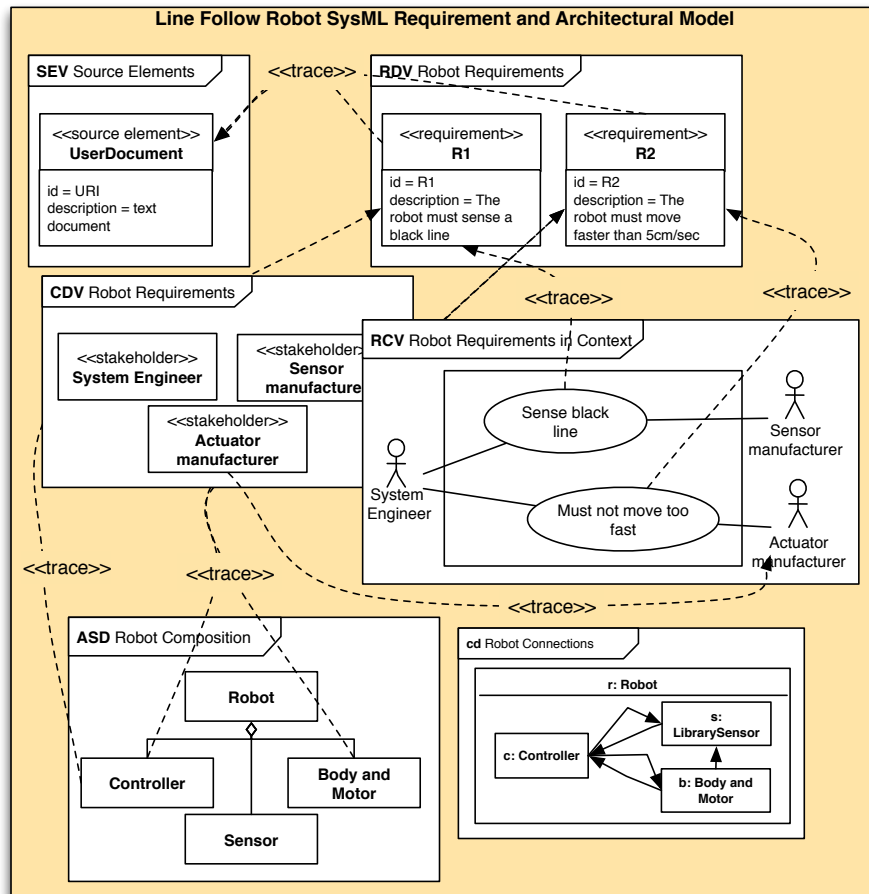 Line Follow Robot SysML Requirement and Architectural Model
SEV Source Elements
<<trace>>
RDV Robot Requirements
<<source element>>
UserDocument
id = URI
description = text
document
<<requirement>>
R1
id = R1
description = The
robot must sense a
black line
<<requirement>>
R2
id = R2
description = The
robot must move
faster than 5cm/sec
CDV Robot Requirements
<<trace>>
<<trace>>
<<stakeholder>>
System Engineer
<<stakeholder>
Sensor
manufacture
<<stakeholder>>
Actuator
manufacturer
RCV Robot Requirements in Context
Sense black
line
Sensor
manufacturer
System
Engineer
Must not move too
fast
Actuator
manufacturer
<<trace>>
<<trace>>
<<trace>>
ASD Robot Composition
Robot
Controller
Body and
Motor
Sensor
cd Robot Connections
r: Robot
s:
LibrarySensor
c: Controller
b: Body and
Motor